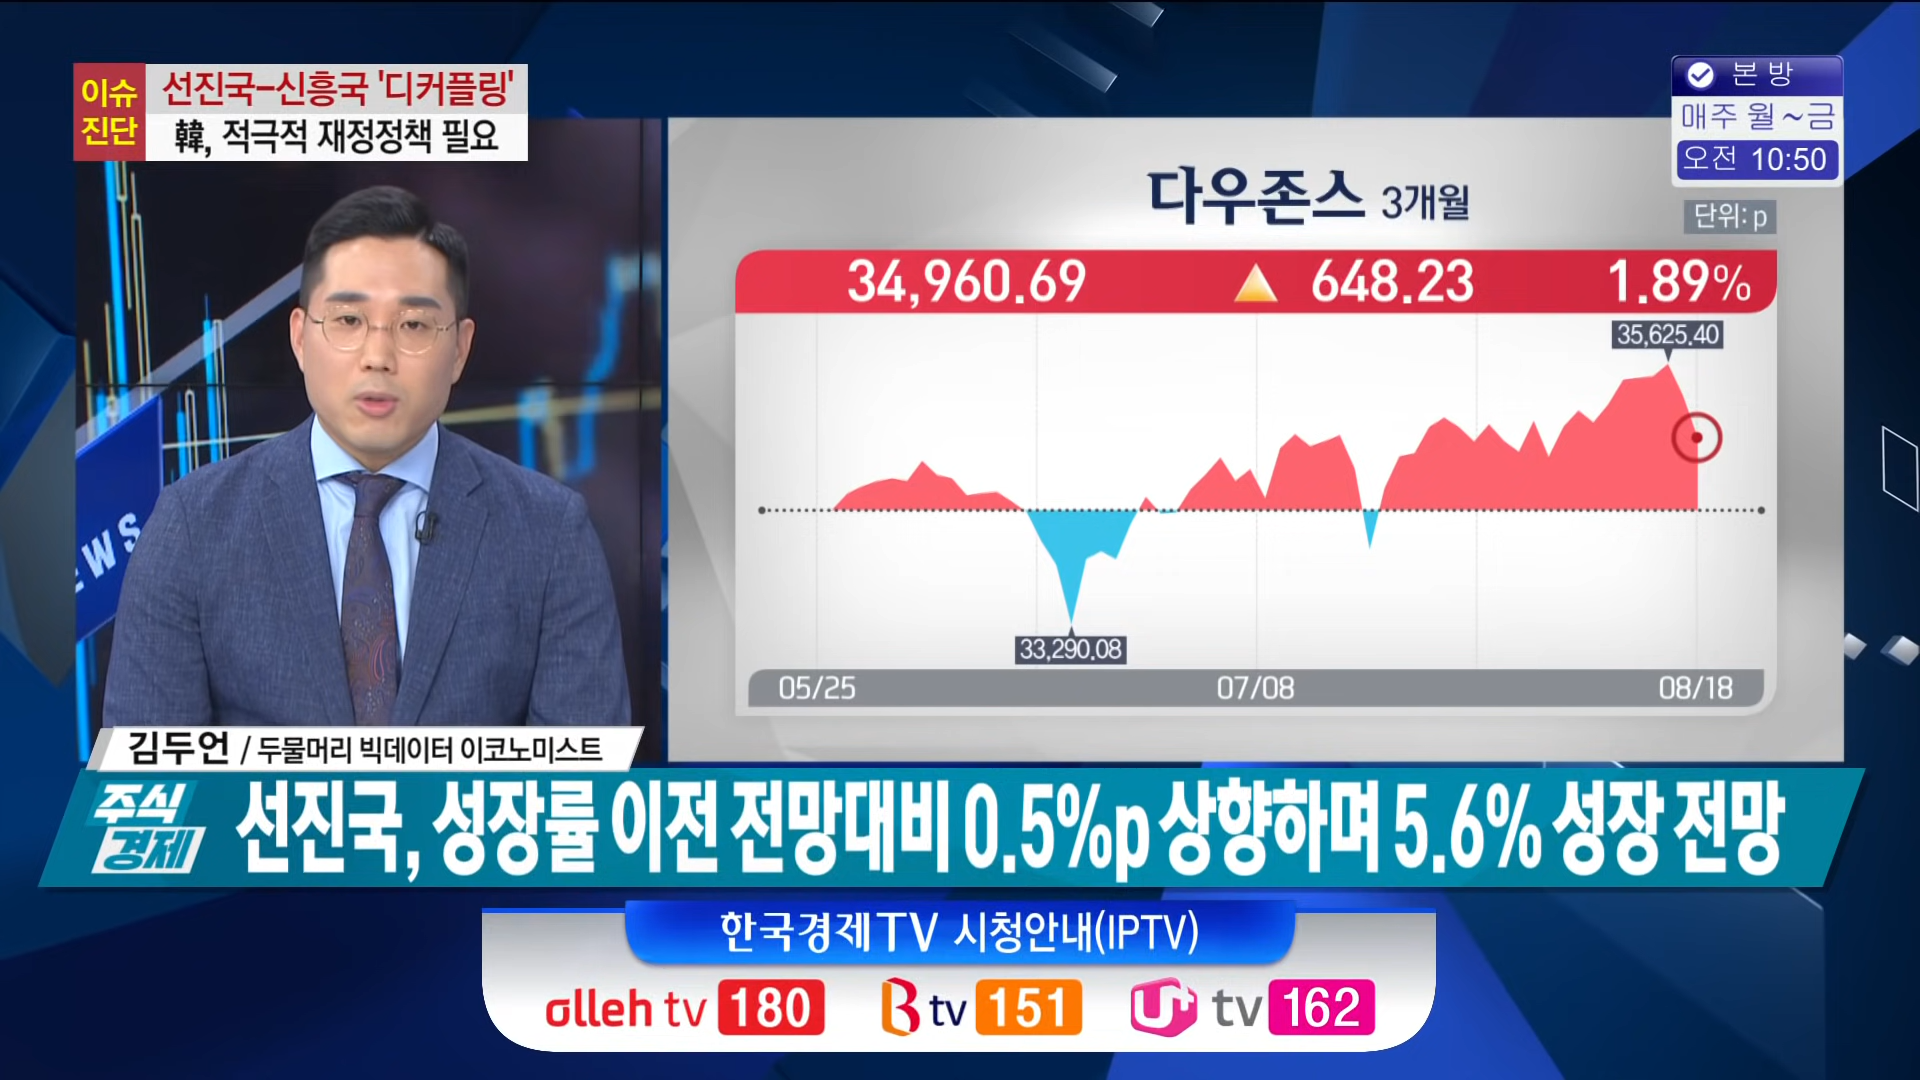 이슈
진단
선진국-신흥국 '디커플링'
韓, 적극적 재정정책 필요
본 방
매주 월~금
오전 10:50
다우존스 3개월
단위: p
34,960.69 ▲ 648.23 1.89%
35,625.40
33,290.08
05/25 07/08 08/18
EWS
김두언 / 두물머리 빅데이터 이코노미스트
주식
경제
선진국, 성장률 이전 전망대비 0.5%p 상향하며 5.6% 성장 전망
한국경제TV 시청안내(IPTV)
olleh tv 180 B tv 151 U+ tv 162